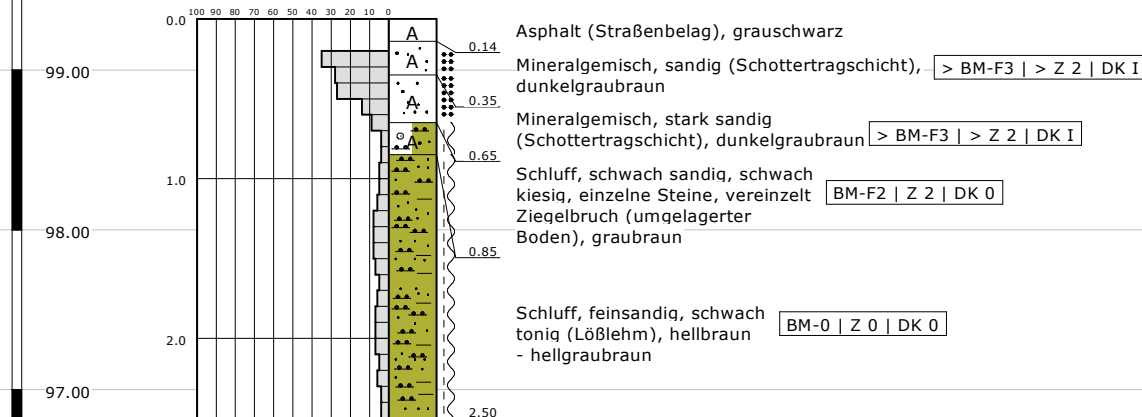 100 90 80 70 60 50 40 30 20 10 0
0.0
A
Asphalt (Straßenbelag), grauschwarz
0.14
99.00
A
Mineralgemisch, sandig (Schottertragschicht),
dunkelgraubraun
> BM-F3 | > Z 2 | DK I
0.35
A
Mineralgemisch, stark sandig
(Schottertragschicht), dunkelgraubraun
> BM-F3 | > Z 2 | DK I
A
0.65
1.0
Schluff, schwach sandig, schwach
kiesig, einzelne Steine, vereinzelt
Ziegelbruch (umgelagerter
Boden), graubraun
BM-F2 | Z 2 | DK 0
98.00
0.85
Schluff, feinsandig, schwach
tonig (Lößlehm), hellbraun
- hellgraubraun
BM-0 | Z 0 | DK 0
2.0
97.00
2.50